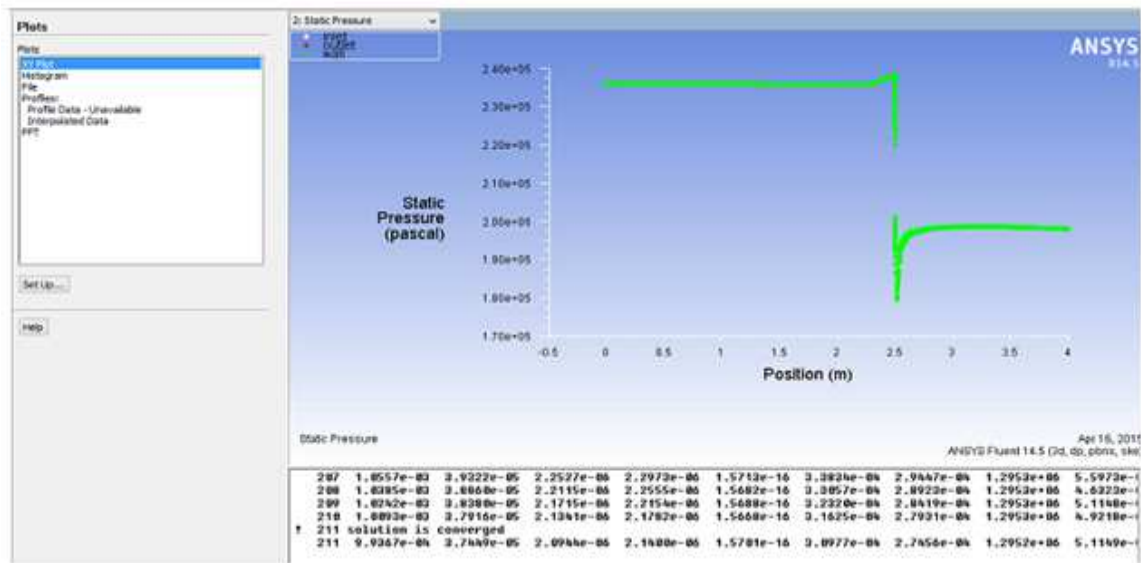 Plots
Plots
XY Plot
Histogram
File
Profiles:
Profile Data - Unavailable
Interpolated Data
FFT
Set Up...
Help
2: Static Pressure
inlet
outlet
wall
ANSYS
R14.5
2.40e+05
2.30e+05
2.20e+05
2.10e+05
2.00e+05
1.90e+05
1.80e+05
1.70e+05
Static
Pressure
(pascal)
-0.5 0 0.5 1 1.5 2 2.5 3 3.5 4
Position (m)
Static Pressure
Apr 16, 2015
ANSYS Fluent 14.5 (2d, dp, pbns, ske)
207 1.0557e-03 3.9222e-05 2.2527e-06 2.2973e-06 1.5713e-16 3.3834e-04 2.9447e-04 1.2953e+06
208 1.0385e-03 3.8860e-05 2.2115e-06 2.2555e-06 1.5682e-16 3.3057e-04 2.8923e-04 1.2953e+06
209 1.0242e-03 3.8380e-05 2.1715e-06 2.2154e-06 1.5688e-16 3.2320e-04 2.8419e-04 1.2953e+06
210 1.0093e-03 3.7916e-05 2.1341e-06 2.1782e-06 1.5668e-16 3.1625e-04 2.7931e-04 1.2953e+06
! 211 solution is converged
211 9.9367e-04 3.7449e-05 2.0944e-06 2.1400e-06 1.5781e-16 3.0977e-04 2.7456e-04 1.2952e+06